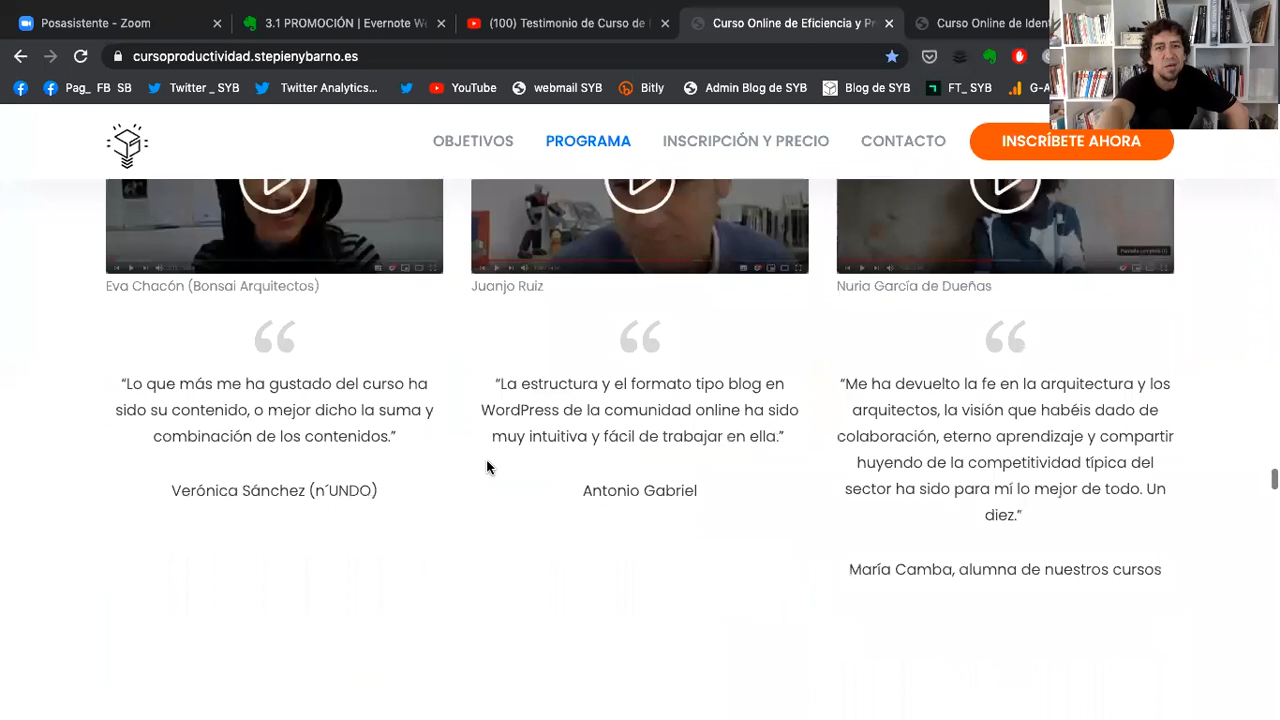 Posasistente - Zoom
3.1 PROMOCIÓN | Evernote W
(100) Testimonio de Curso de
Curso Online de Eficiencia y Pr
Curso Online de Ident
cursoproductividad.stepienybarno.es
Pag_ FB SB
Twitter _SYB
Twitter Analytics...
YouTube
webmail SYB
Bitly
Admin Blog de SYB
Blog de SYB
FT_ SYB
G-A
OBJETIVOS
PROGRAMA
INSCRIPCIÓN Y PRECIO
CONTACTO
INSCRÍBETE AHORA
Eva Chacón (Bonsai Arquitectos)
Juanjo Ruiz
Nuria García de Dueñas
“Lo que más me ha gustado del curso ha
sido su contenido, o mejor dicho la suma y
combinación de los contenidos.”
Verónica Sánchez (n´UNDO)
“La estructura y el formato tipo blog en
WordPress de la comunidad online ha sido
muy intuitiva y fácil de trabajar en ella.”
Antonio Gabriel
“Me ha devuelto la fe en la arquitectura y los
arquitectos, la visión que habéis dado de
colaboración, eterno aprendizaje y compartir
huyendo de la competitividad típica del
sector ha sido para mí lo mejor de todo. Un
diez.”
María Camba, alumna de nuestros cursos